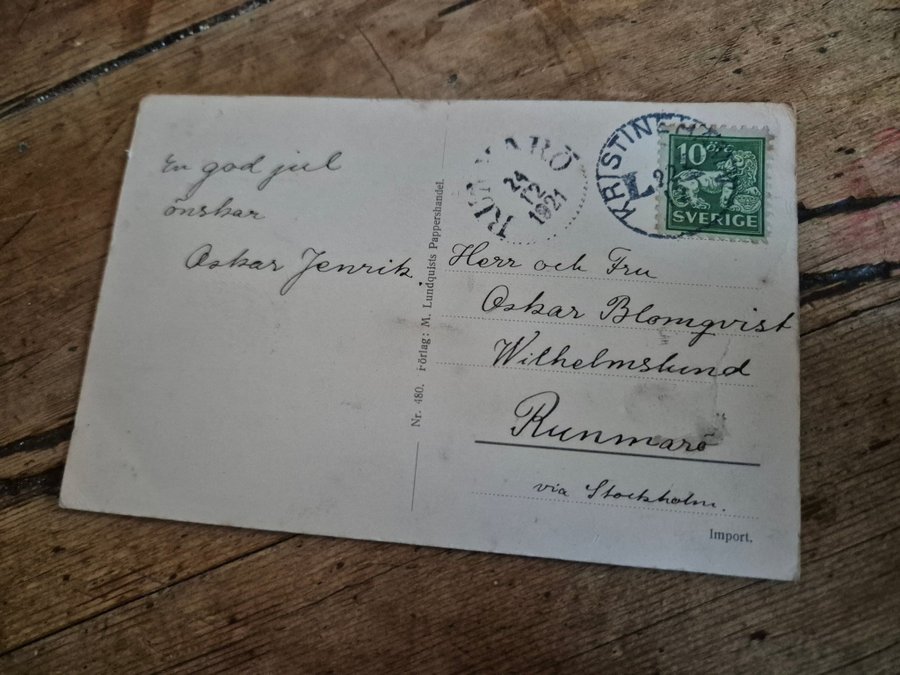 En god jul
önskar
Oskar Jenrik.
Nr. 480. Förlag: M. Lundquists Pappershandel.
RUNMARÖ
24
12
1921
10 ÖRE
SVERIGE
Herr och Fru
Oskar Blomqvist
Wilhelmslund
Runmarö
via Stockholm.
Import.